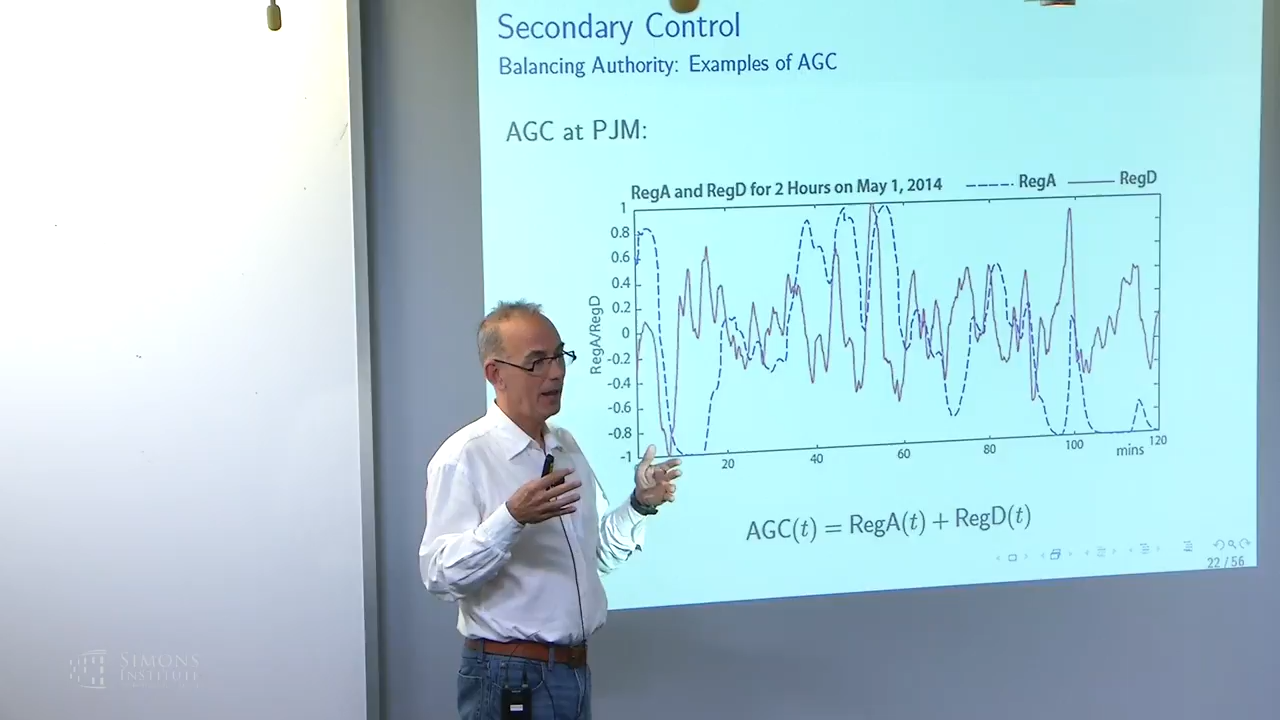 Secondary Control
Balancing Authority: Examples of AGC
AGC at PJM:
RegA and RegD for 2 Hours on May 1, 2014
RegA
RegD
1
0.8
0.6
0.4
0.2
0
-0.2
-0.4
-0.6
-0.8
-1
RegA/RegD
20
40
60
80
100
120
mins
AGC(t) = RegA(t) + RegD(t)
22 / 56
SIMONS
INSTITUTE